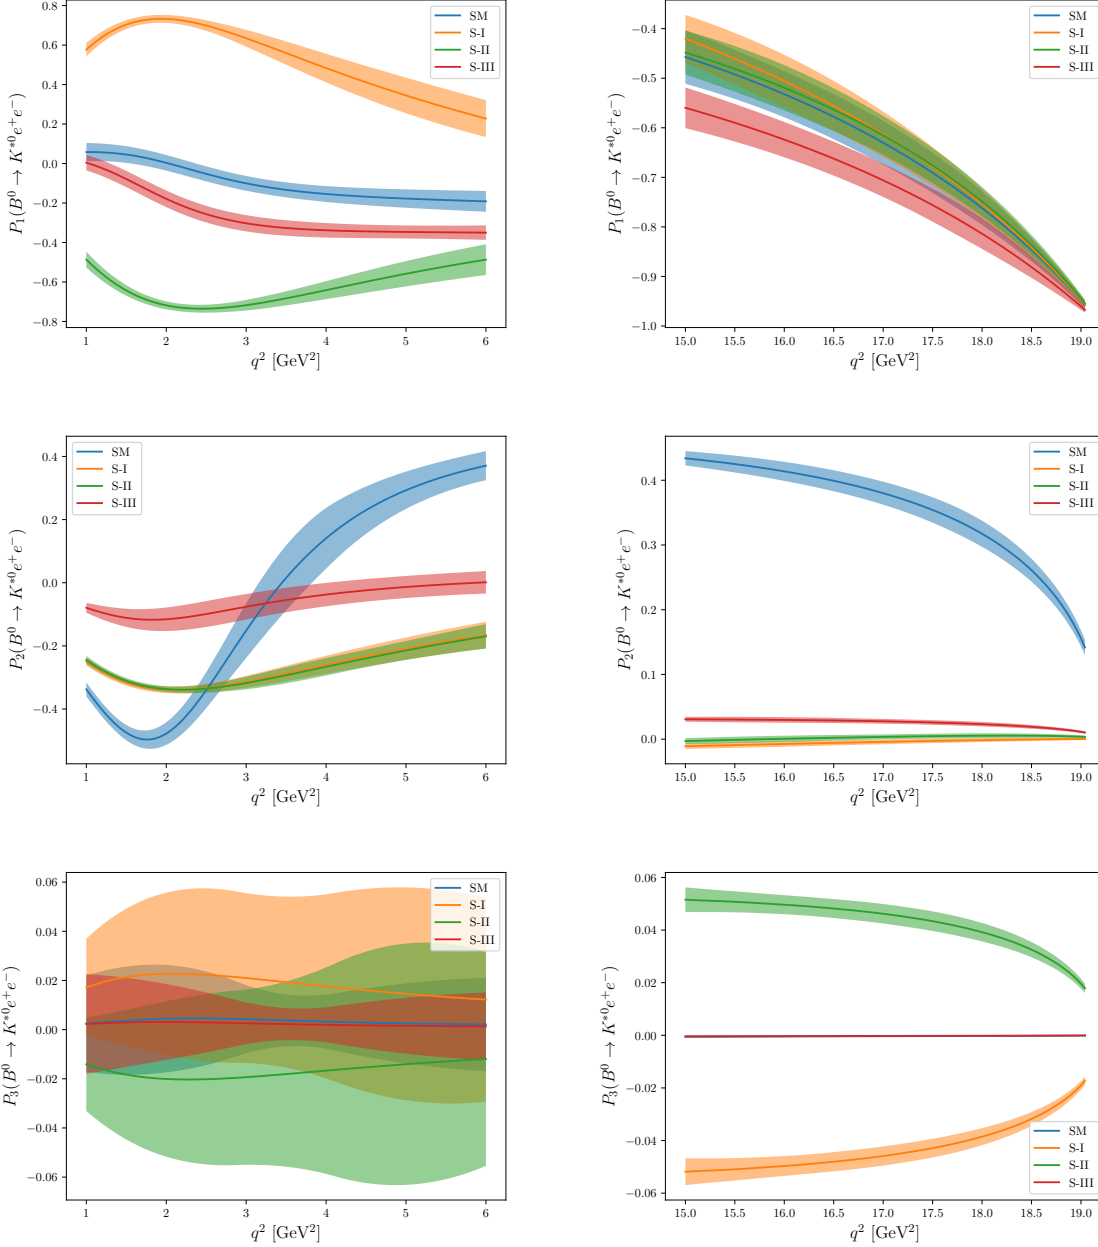 0.8
0.6
0.4
0.2
0.0
−0.2
−0.4
−0.6
−0.8
P₁(B⁰ → K*⁰e⁺e⁻)
SM
S-I
S-II
S-III
1 2 3 4 5 6
q² [GeV²]
−0.4
−0.5
−0.6
−0.7
−0.8
−0.9
−1.0
P₁(B⁰ → K*⁰e⁺e⁻)
SM
S-I
S-II
S-III
15.0 15.5 16.0 16.5 17.0 17.5 18.0 18.5 19.0
q² [GeV²]
0.4
0.2
0.0
−0.2
−0.4
P₂(B⁰ → K*⁰e⁺e⁻)
SM
S-I
S-II
S-III
1 2 3 4 5 6
q² [GeV²]
0.4
0.3
0.2
0.1
0.0
P₂(B⁰ → K*⁰e⁺e⁻)
SM
S-I
S-II
S-III
15.0 15.5 16.0 16.5 17.0 17.5 18.0 18.5 19.0
q² [GeV²]
0.06
0.04
0.02
0.00
−0.02
−0.04
−0.06
P₃(B⁰ → K*⁰e⁺e⁻)
SM
S-I
S-II
S-III
1 2 3 4 5 6
q² [GeV²]
0.06
0.04
0.02
0.00
−0.02
−0.04
−0.06
P₃(B⁰ → K*⁰e⁺e⁻)
SM
S-I
S-II
S-III
15.0 15.5 16.0 16.5 17.0 17.5 18.0 18.5 19.0
q² [GeV²]